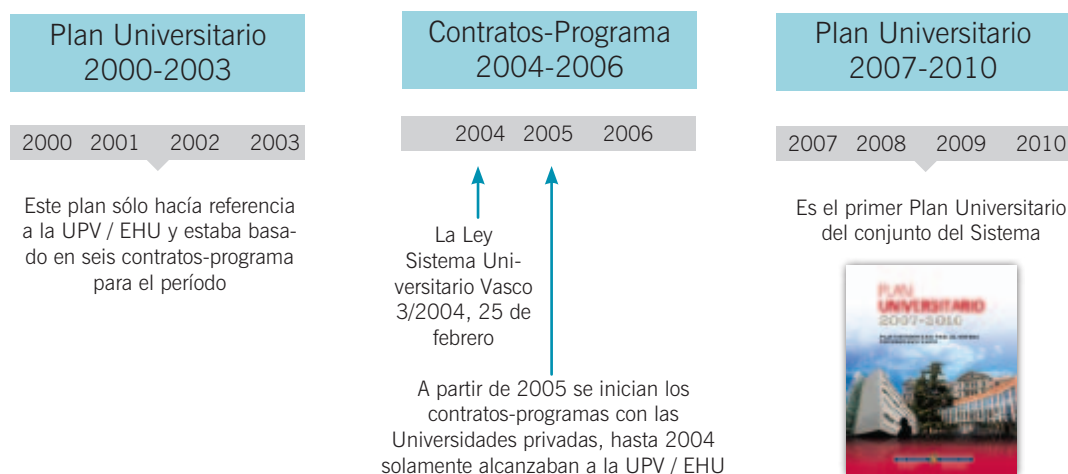 Plan Universitario
2000-2003
2000 2001 2002 2003
Este plan sólo hacía referencia
a la UPV / EHU y estaba basa-
do en seis contratos-programa
para el período
Contratos-Programa
2004-2006
2004 2005 2006
La Ley
Sistema Uni-
versitario Vasco
3/2004, 25 de
febrero
A partir de 2005 se inician los
contratos-programas con las
Universidades privadas, hasta 2004
solamente alcanzaban a la UPV / EHU
Plan Universitario
2007-2010
2007 2008 2009 2010
Es el primer Plan Universitario
del conjunto del Sistema
PLAN
UNIVERSITARIO
2007-2010